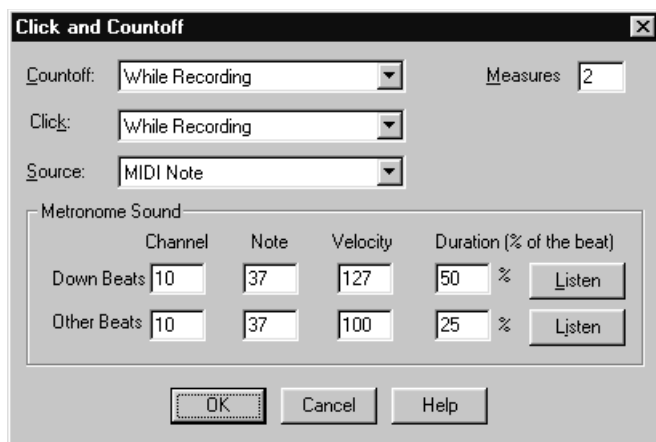 Click and Countoff
Countoff: While Recording Measures 2
Click: While Recording
Source: MIDI Note
Metronome Sound
Channel Note Velocity Duration (% of the beat)
Down Beats 10 37 127 50 % Listen
Other Beats 10 37 100 25 % Listen
OK Cancel Help